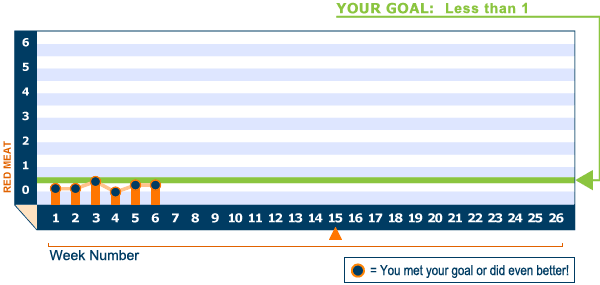 YOUR GOAL: Less than 1
6
5
4
3
2
1
0
RED MEAT
1 2 3 4 5 6 7 8 9 10 11 12 13 14 15 16 17 18 19 20 21 22 23 24 25 26
Week Number
= You met your goal or did even better!